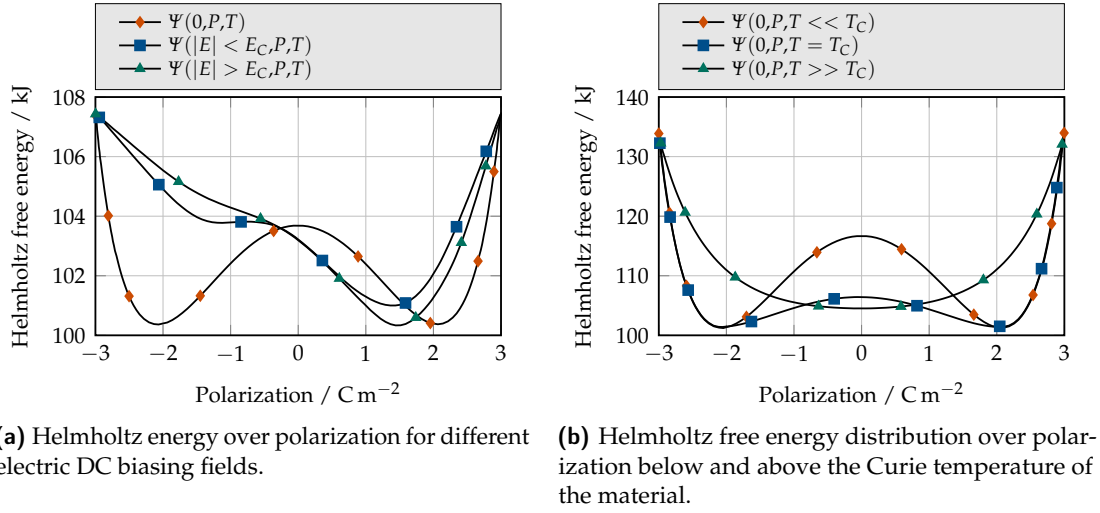 Ψ(0,P,T)
Ψ(|E| < E_C,P,T)
Ψ(|E| > E_C,P,T)
Helmholtz free energy / kJ
108
106
104
102
100
−3 −2 −1 0 1 2 3
Polarization / C m⁻²
(a) Helmholtz energy over polarization for different
electric DC biasing fields.
Ψ(0,P,T << T_C)
Ψ(0,P,T = T_C)
Ψ(0,P,T >> T_C)
Helmholtz free energy / kJ
140
130
120
110
100
−3 −2 −1 0 1 2 3
Polarization / C m⁻²
(b) Helmholtz free energy distribution over polar-
ization below and above the Curie temperature of
the material.